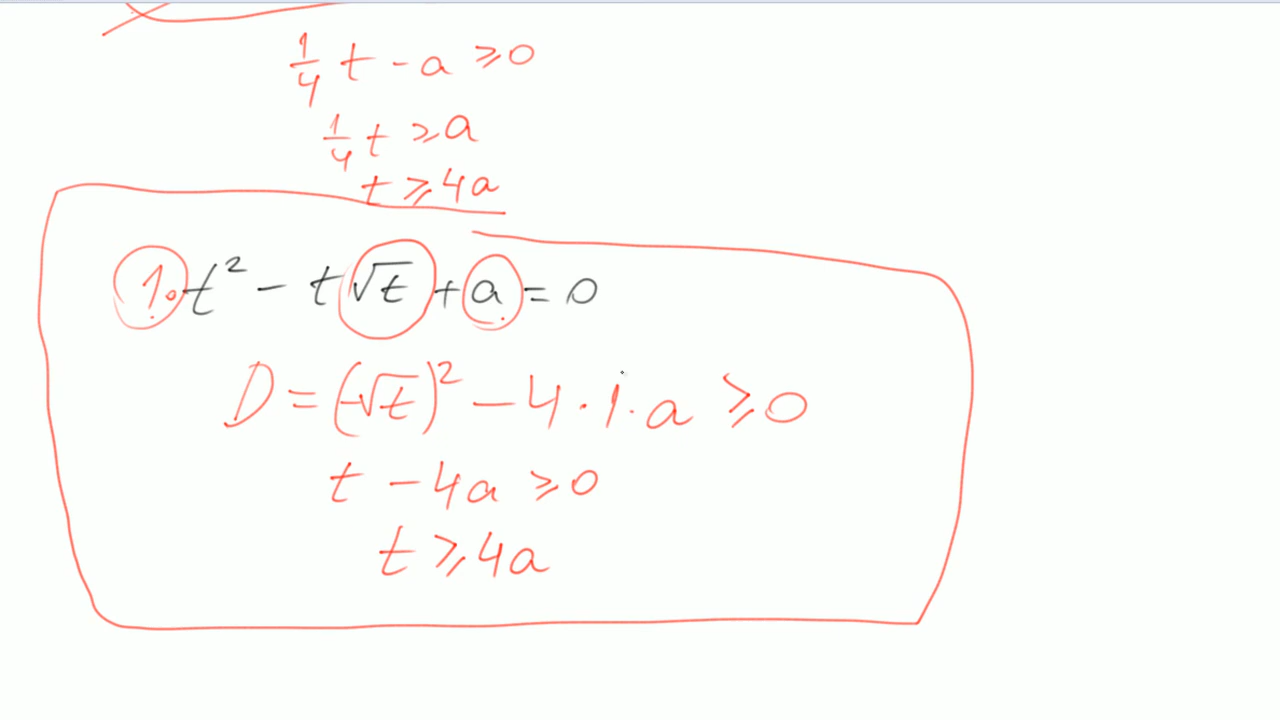 1/4 t - a ≥ 0
1/4 t ≥ a
t ≥ 4a
1. t² - t√t + a = 0
D = (-√t)² - 4 · 1 · a ≥ 0
t - 4a ≥ 0
t ≥ 4a